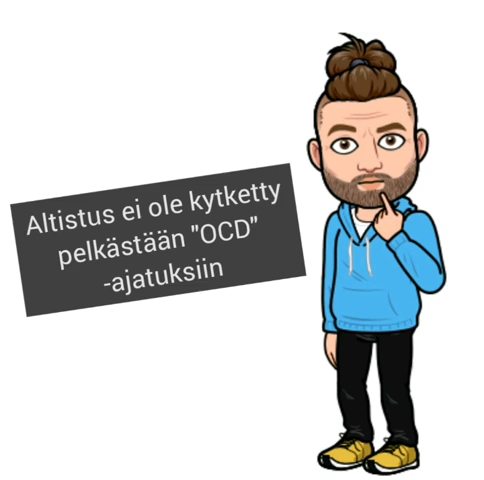 Altistus ei ole kytketty
pelkästään "OCD"
-ajatuksiin